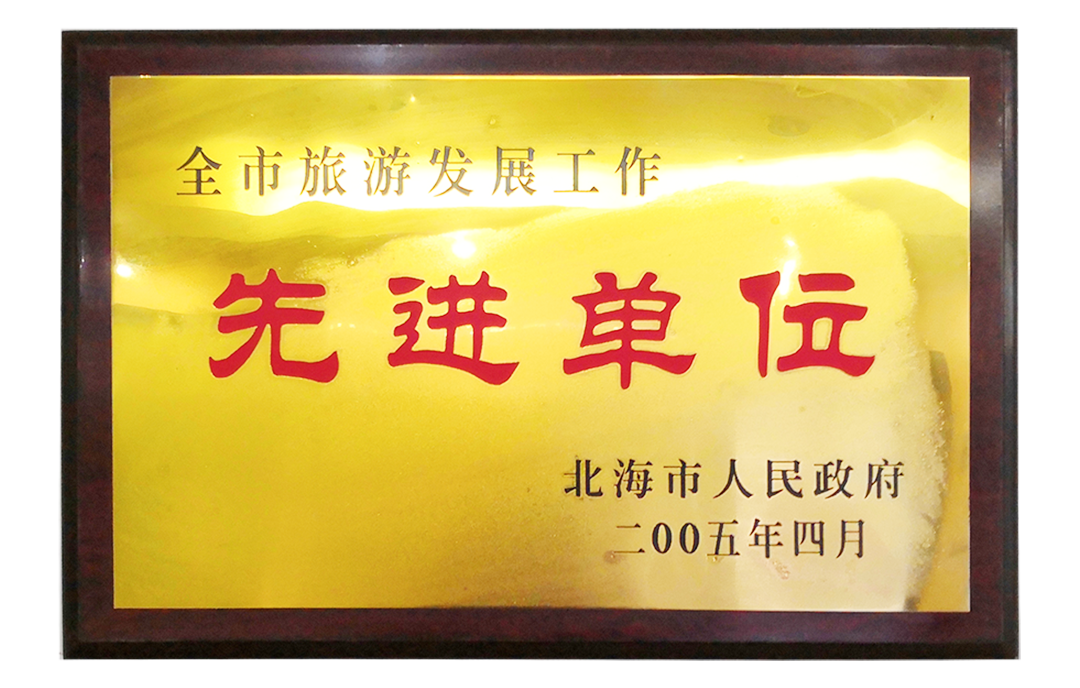 全市旅游发展工作
先进单位
北海市人民政府
二00五年四月